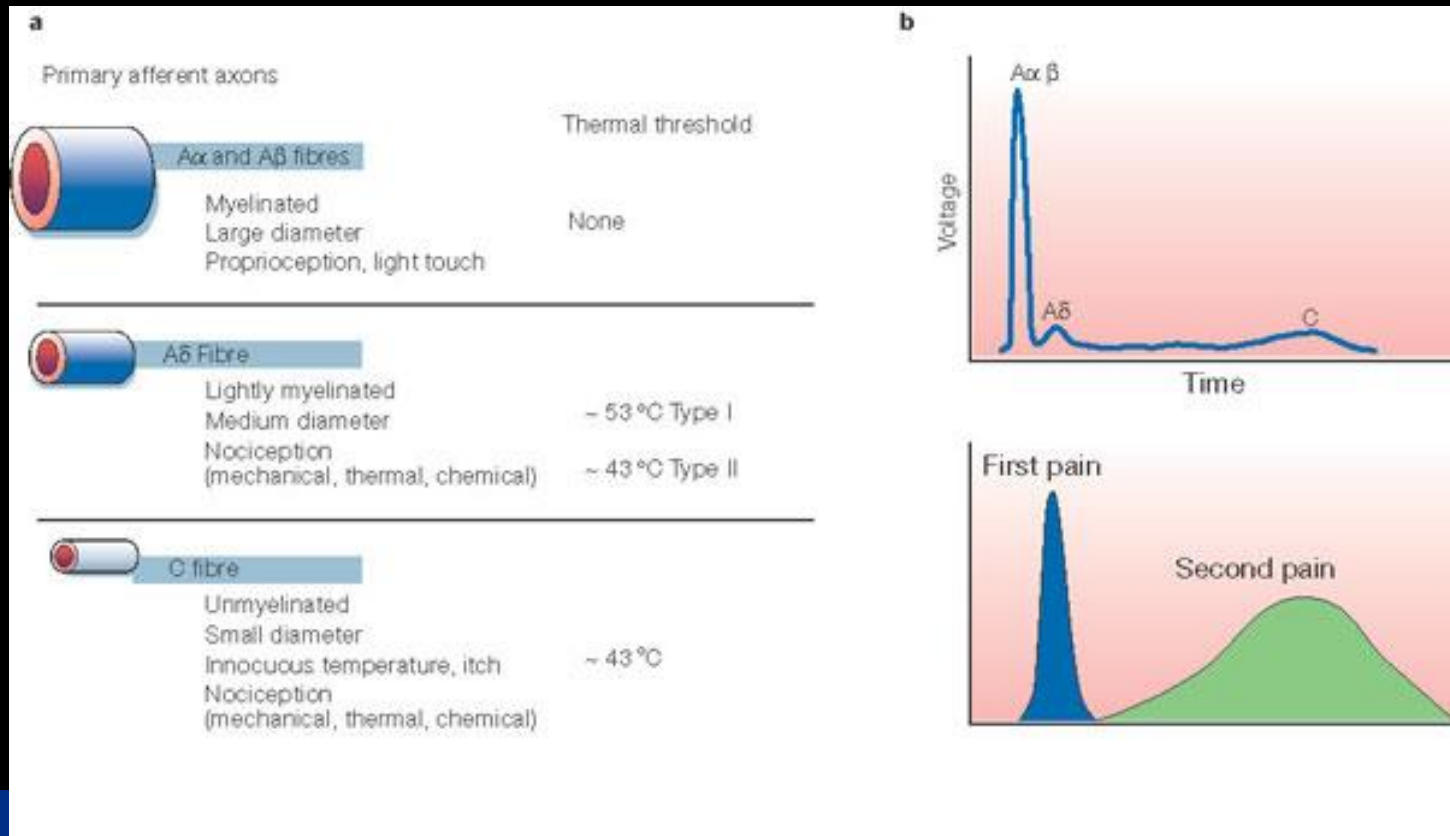 a
Primary afferent axons
Thermal threshold
Aα and Aβ fibres
Myelinated
Large diameter
Proprioception, light touch
None
Aδ Fibre
Lightly myelinated
Medium diameter
Nociception
(mechanical, thermal, chemical)
~ 53 °C Type I
~ 43 °C Type II
C fibre
Unmyelinated
Small diameter
Innocuous temperature, itch
Nociception
(mechanical, thermal, chemical)
~ 43 °C
b
Aα β
Voltage
Aδ
C
Time
First pain
Second pain